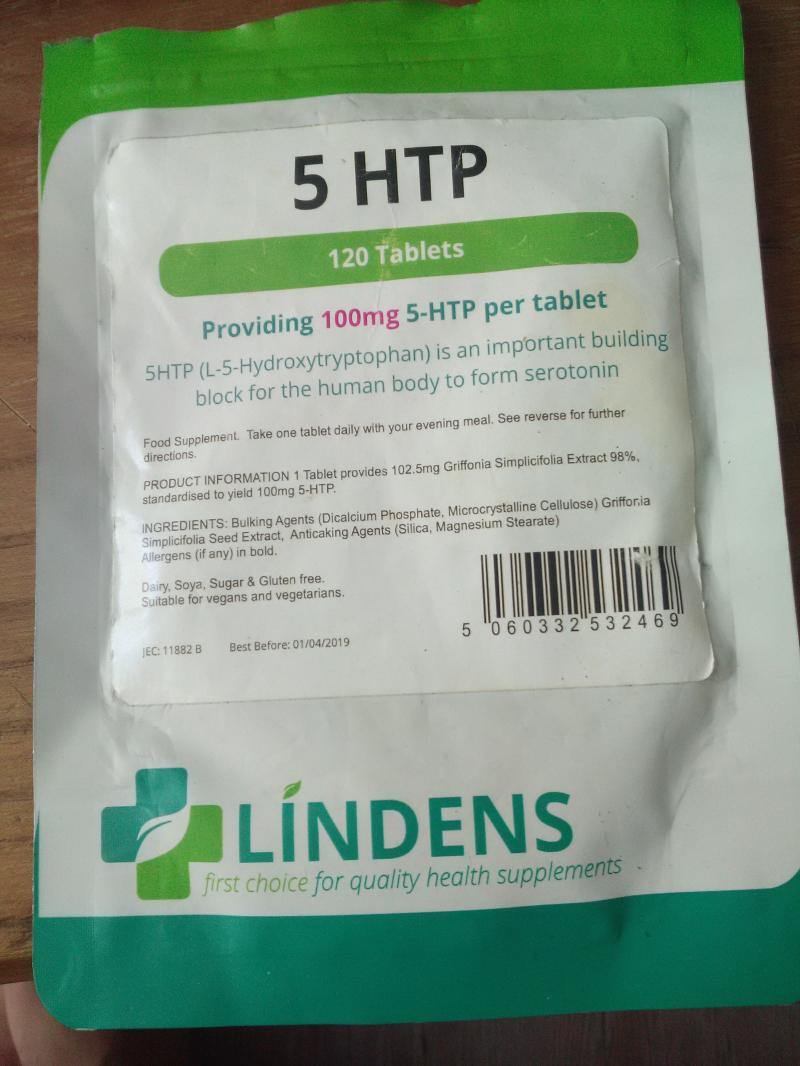 5 HTP
120 Tablets
Providing 100mg 5-HTP per tablet
5HTP (L-5-Hydroxytryptophan) is an important building
block for the human body to form serotonin
Food Supplement. Take one tablet daily with your evening meal. See reverse for further
directions.
PRODUCT INFORMATION 1 Tablet provides 102.5mg Griffonia Simplicifolia Extract 98%,
standardised to yield 100mg 5-HTP.
INGREDIENTS: Bulking Agents (Dicalcium Phosphate, Microcrystalline Cellulose) Griffonia
Simplicifolia Seed Extract, Anticaking Agents (Silica, Magnesium Stearate)
Allergens (if any) in bold.
Dairy, Soya, Sugar & Gluten free.
Suitable for vegans and vegetarians.
JEC: 11882 B Best Before: 01/04/2019
5 060332 532469
LINDENS
first choice for quality health supplements